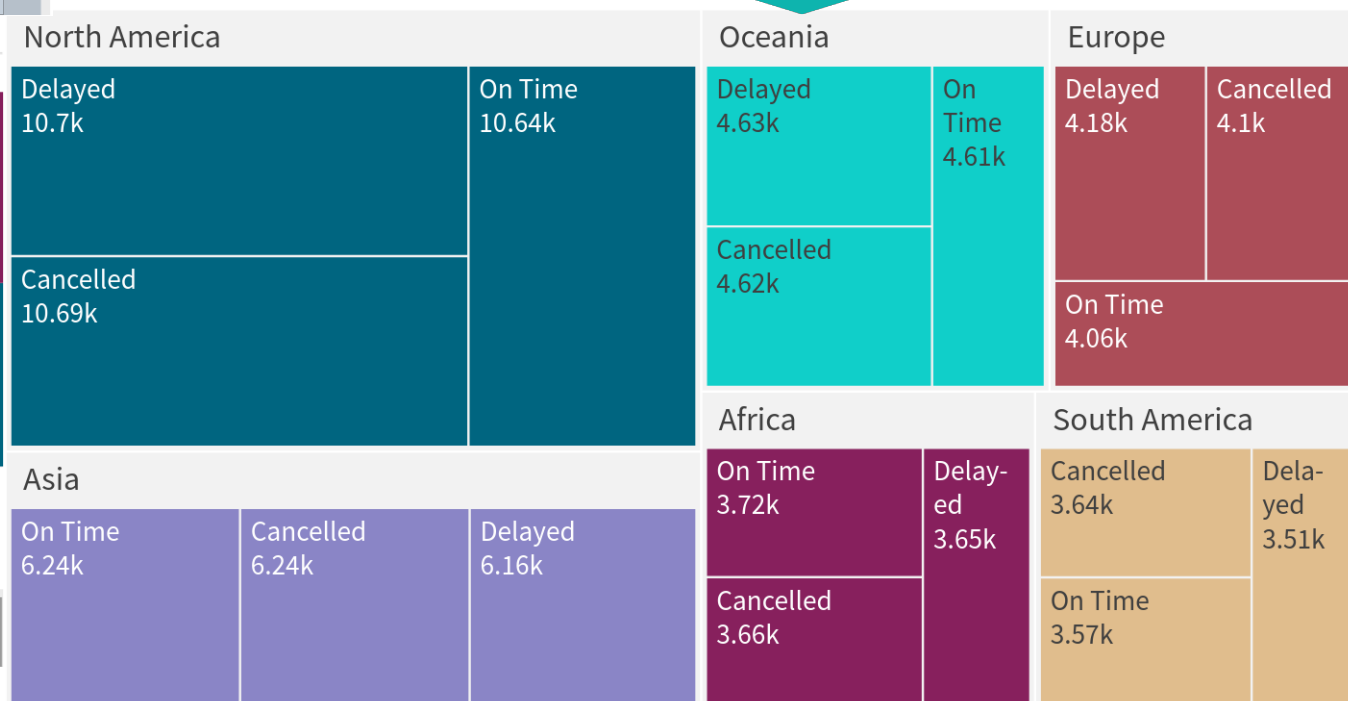 North America
Delayed
10.7k
On Time
10.64k
Cancelled
10.69k
Oceania
Delayed
4.63k
On
Time
4.61k
Cancelled
4.62k
Europe
Delayed
4.18k
Cancelled
4.1k
On Time
4.06k
Asia
On Time
6.24k
Cancelled
6.24k
Delayed
6.16k
Africa
On Time
3.72k
Delay-
ed
3.65k
Cancelled
3.66k
South America
Cancelled
3.64k
Dela-
yed
3.51k
On Time
3.57k